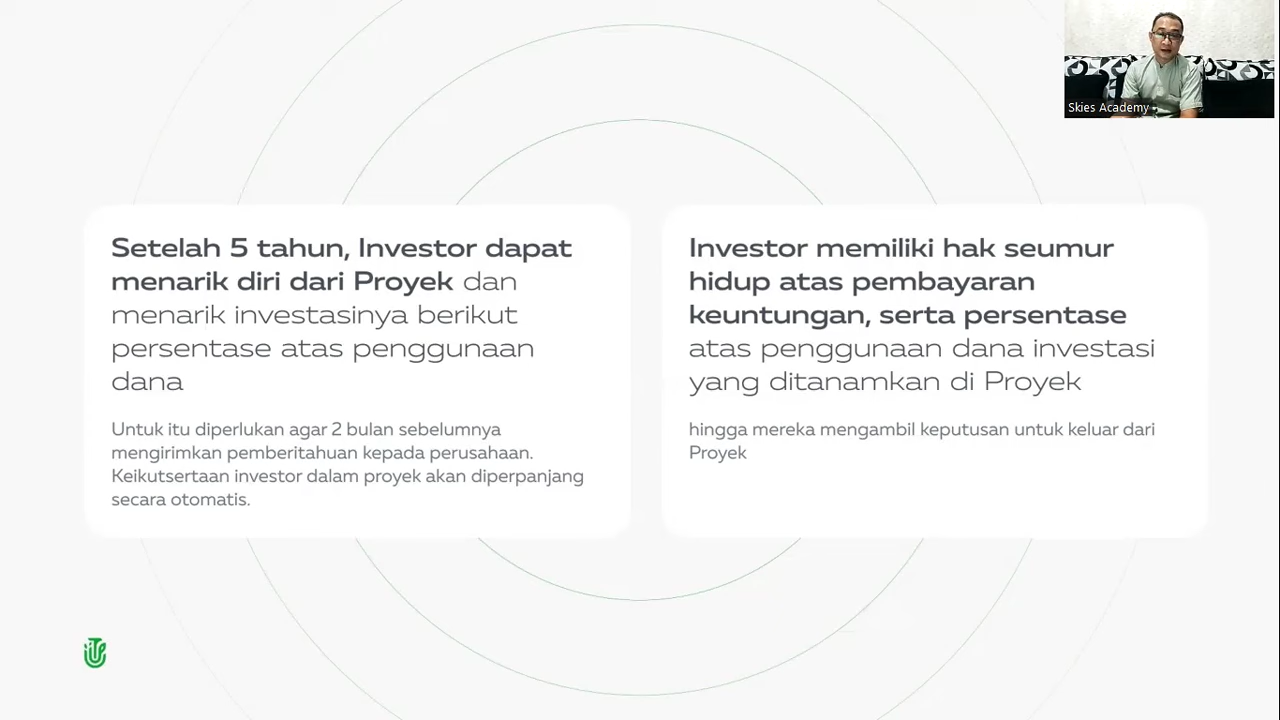 Skies Academy
Setelah 5 tahun, Investor dapat
menarik diri dari Proyek dan
menarik investasinya berikut
persentase atas penggunaan
dana
Untuk itu diperlukan agar 2 bulan sebelumnya
mengirimkan pemberitahuan kepada perusahaan.
Keikutsertaan investor dalam proyek akan diperpanjang
secara otomatis.
Investor memiliki hak seumur
hidup atas pembayaran
keuntungan, serta persentase
atas penggunaan dana investasi
yang ditanamkan di Proyek
hingga mereka mengambil keputusan untuk keluar dari
Proyek